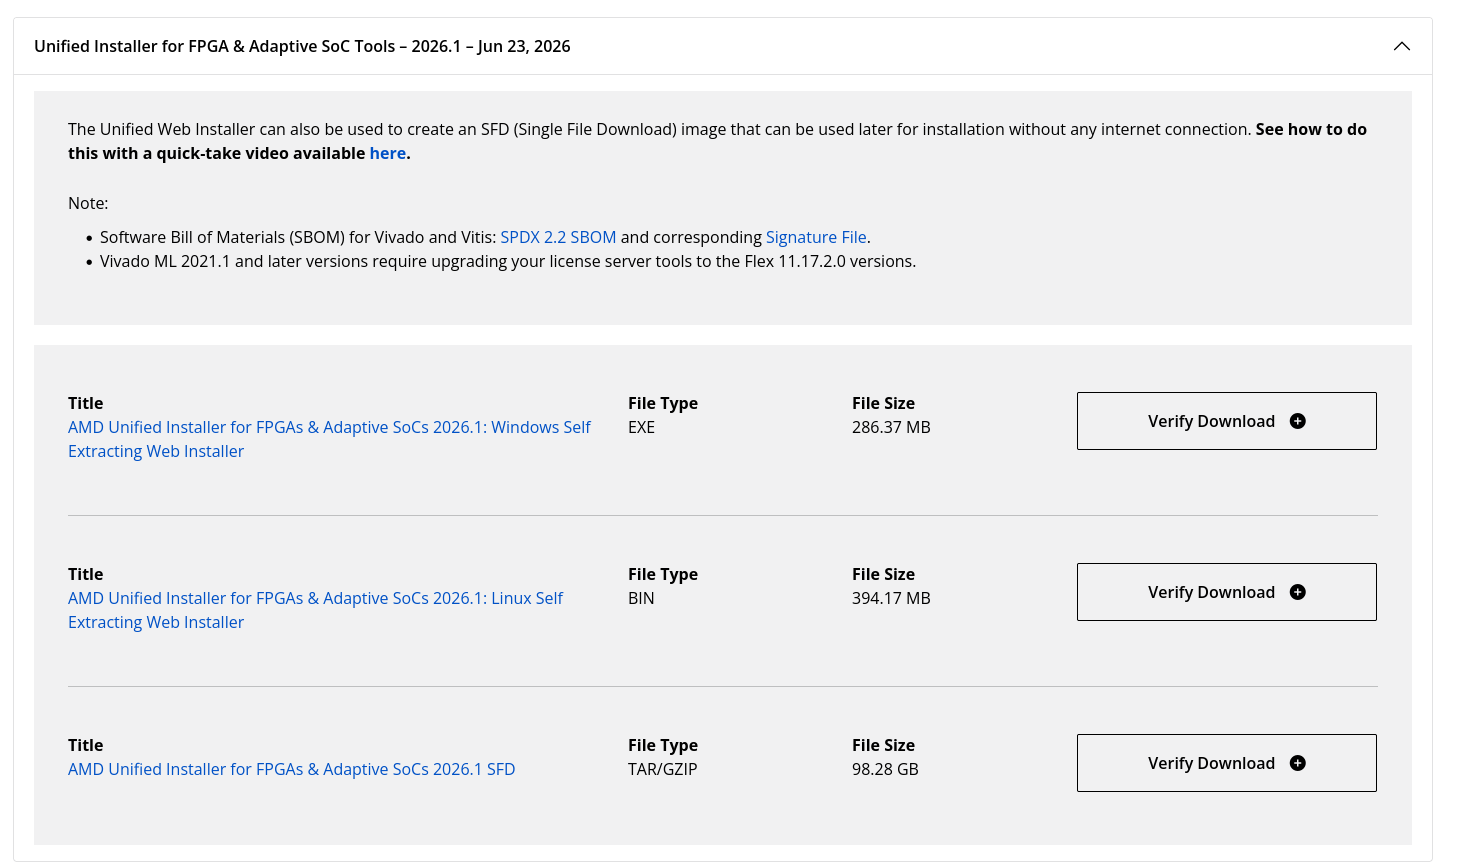 Unified Installer for FPGA & Adaptive SoC Tools – 2026.1 – Jun 23, 2026
The Unified Web Installer can also be used to create an SFD (Single File Download) image that can be used later for installation without any internet connection. See how to do
this with a quick-take video available here.
Note:
• Software Bill of Materials (SBOM) for Vivado and Vitis: SPDX 2.2 SBOM and corresponding Signature File.
• Vivado ML 2021.1 and later versions require upgrading your license server tools to the Flex 11.17.2.0 versions.
Title File Type File Size
AMD Unified Installer for FPGAs & Adaptive SoCs 2026.1: Windows Self EXE 286.37 MB Verify Download
Extracting Web Installer
Title File Type File Size
AMD Unified Installer for FPGAs & Adaptive SoCs 2026.1: Linux Self BIN 394.17 MB Verify Download
Extracting Web Installer
Title File Type File Size
AMD Unified Installer for FPGAs & Adaptive SoCs 2026.1 SFD TAR/GZIP 98.28 GB Verify Download